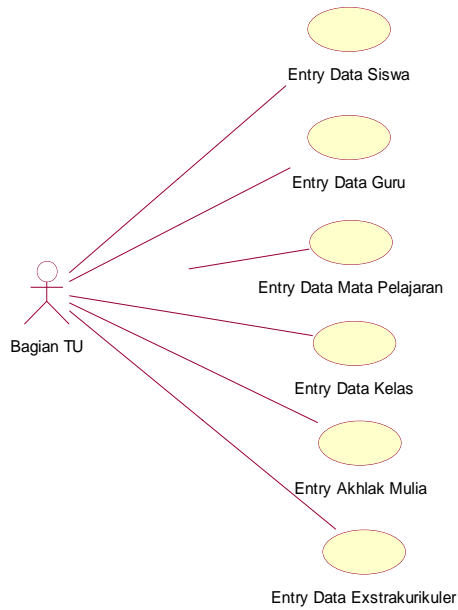 Entry Data Siswa
Entry Data Guru
Entry Data Mata Pelajaran
Bagian TU
Entry Data Kelas
Entry Akhlak Mulia
Entry Data Exstrakurikuler